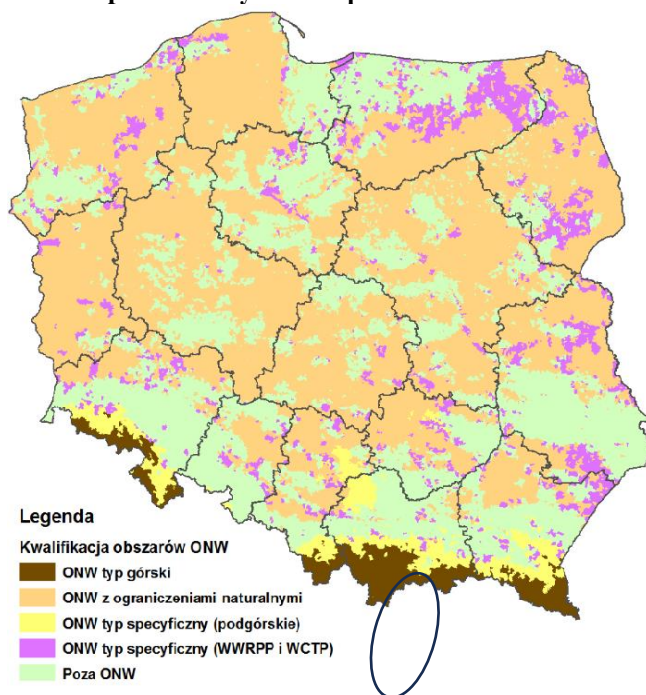 Legenda
Kwalifikacja obszarów ONW
ONW typ górski
ONW z ograniczeniami naturalnymi
ONW typ specyficzny (podgórskie)
ONW typ specyficzny (WWRPP i WCTP)
Poza ONW